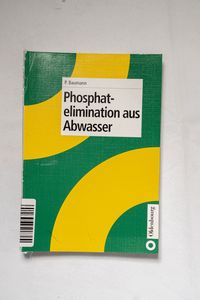 P. Baumann
Phosphat-
elimination aus
Abwasser
Oldenbourg